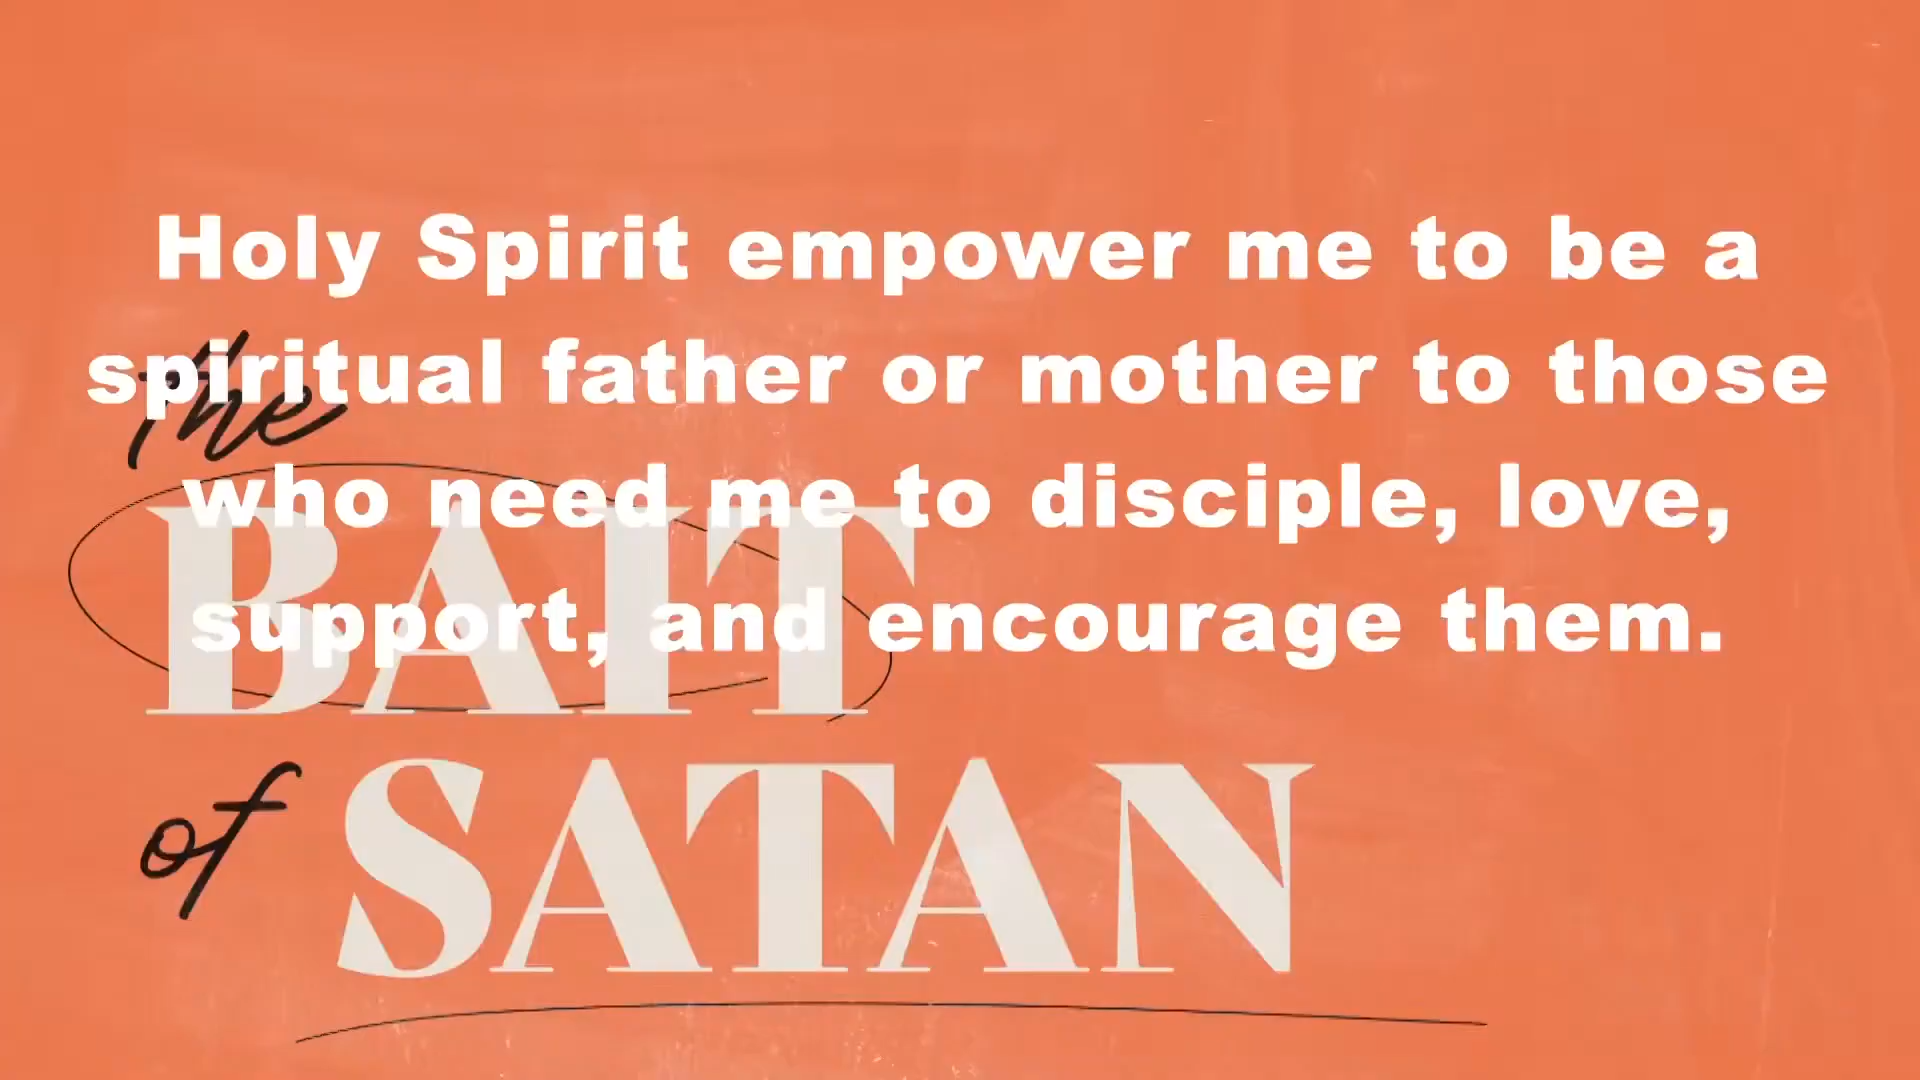 Holy Spirit empower me to be a
spiritual father or mother to those
who need me to disciple, love,
support, and encourage them.
the
BAIT
of
SATAN